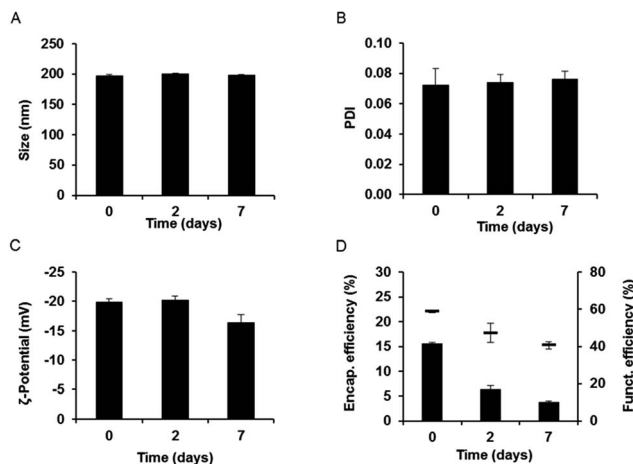 A
250
200
150
100
50
0
Size (nm)
0 2 7
Time (days)
B
0.10
0.08
0.06
0.04
0.02
0.00
PDI
0 2 7
Time (days)
C
-25
-20
-15
-10
-5
0
ζ-Potential (mV)
0 2 7
Time (days)
D
30
25
20
15
10
5
0
Encap. efficiency (%)
80
60
40
20
0
Funct. efficiency (%)
0 2 7
Time (days)